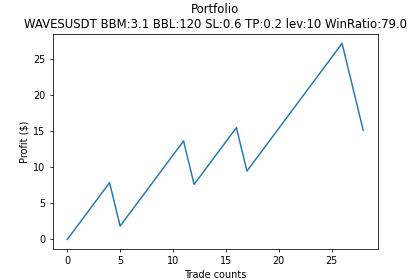 Portfolio
WAVESUSDT BBM:3.1 BBL:120 SL:0.6 TP:0.2 lev:10 WinRatio:79.0
25
20
15
10
5
0
Profit ($)
0 5 10 15 20 25
Trade counts